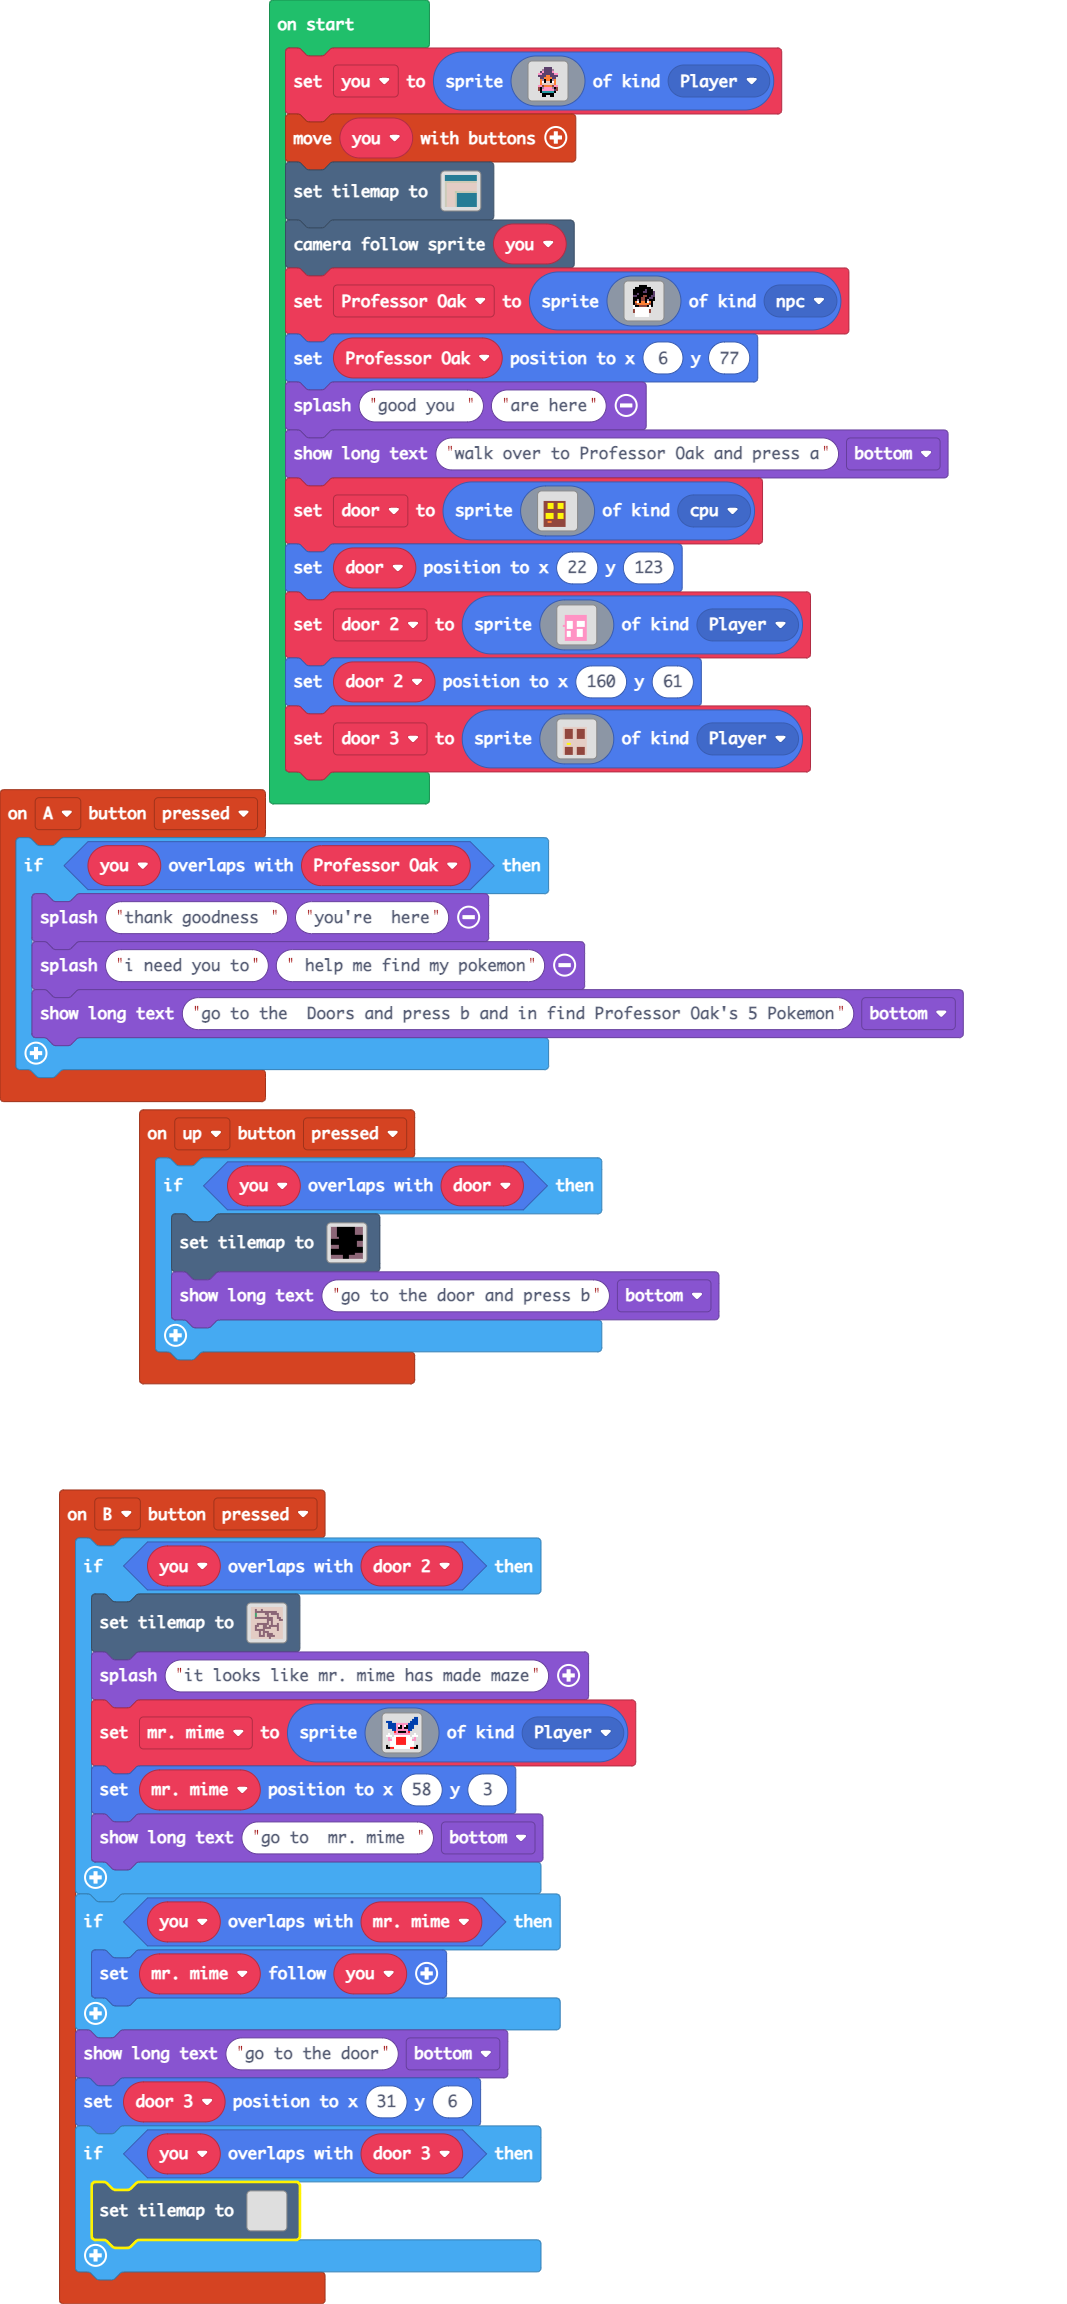 on start
set you to sprite of kind Player
move you with buttons
set tilemap to
camera follow sprite you
set Professor Oak to sprite of kind npc
set Professor Oak position to x 6 y 77
splash "good you " "are here"
show long text "walk over to Professor Oak and press a" bottom
set door to sprite of kind cpu
set door position to x 22 y 123
set door 2 to sprite of kind Player
set door 2 position to x 160 y 61
set door 3 to sprite of kind Player
on A button pressed
if you overlaps with Professor Oak then
splash "thank goodness " "you're  here"
splash "i need you to" " help me find my pokemon"
show long text "go to the  Doors and press b and in find Professor Oak's 5 Pokemon" bottom
on up button pressed
if you overlaps with door then
set tilemap to
show long text "go to the door and press b" bottom
on B button pressed
if you overlaps with door 2 then
set tilemap to
splash "it looks like mr. mime has made maze"
set mr. mime to sprite of kind Player
set mr. mime position to x 58 y 3
show long text "go to  mr. mime " bottom
if you overlaps with mr. mime then
set mr. mime follow you
show long text "go to the door" bottom
set door 3 position to x 31 y 6
if you overlaps with door 3 then
set tilemap to